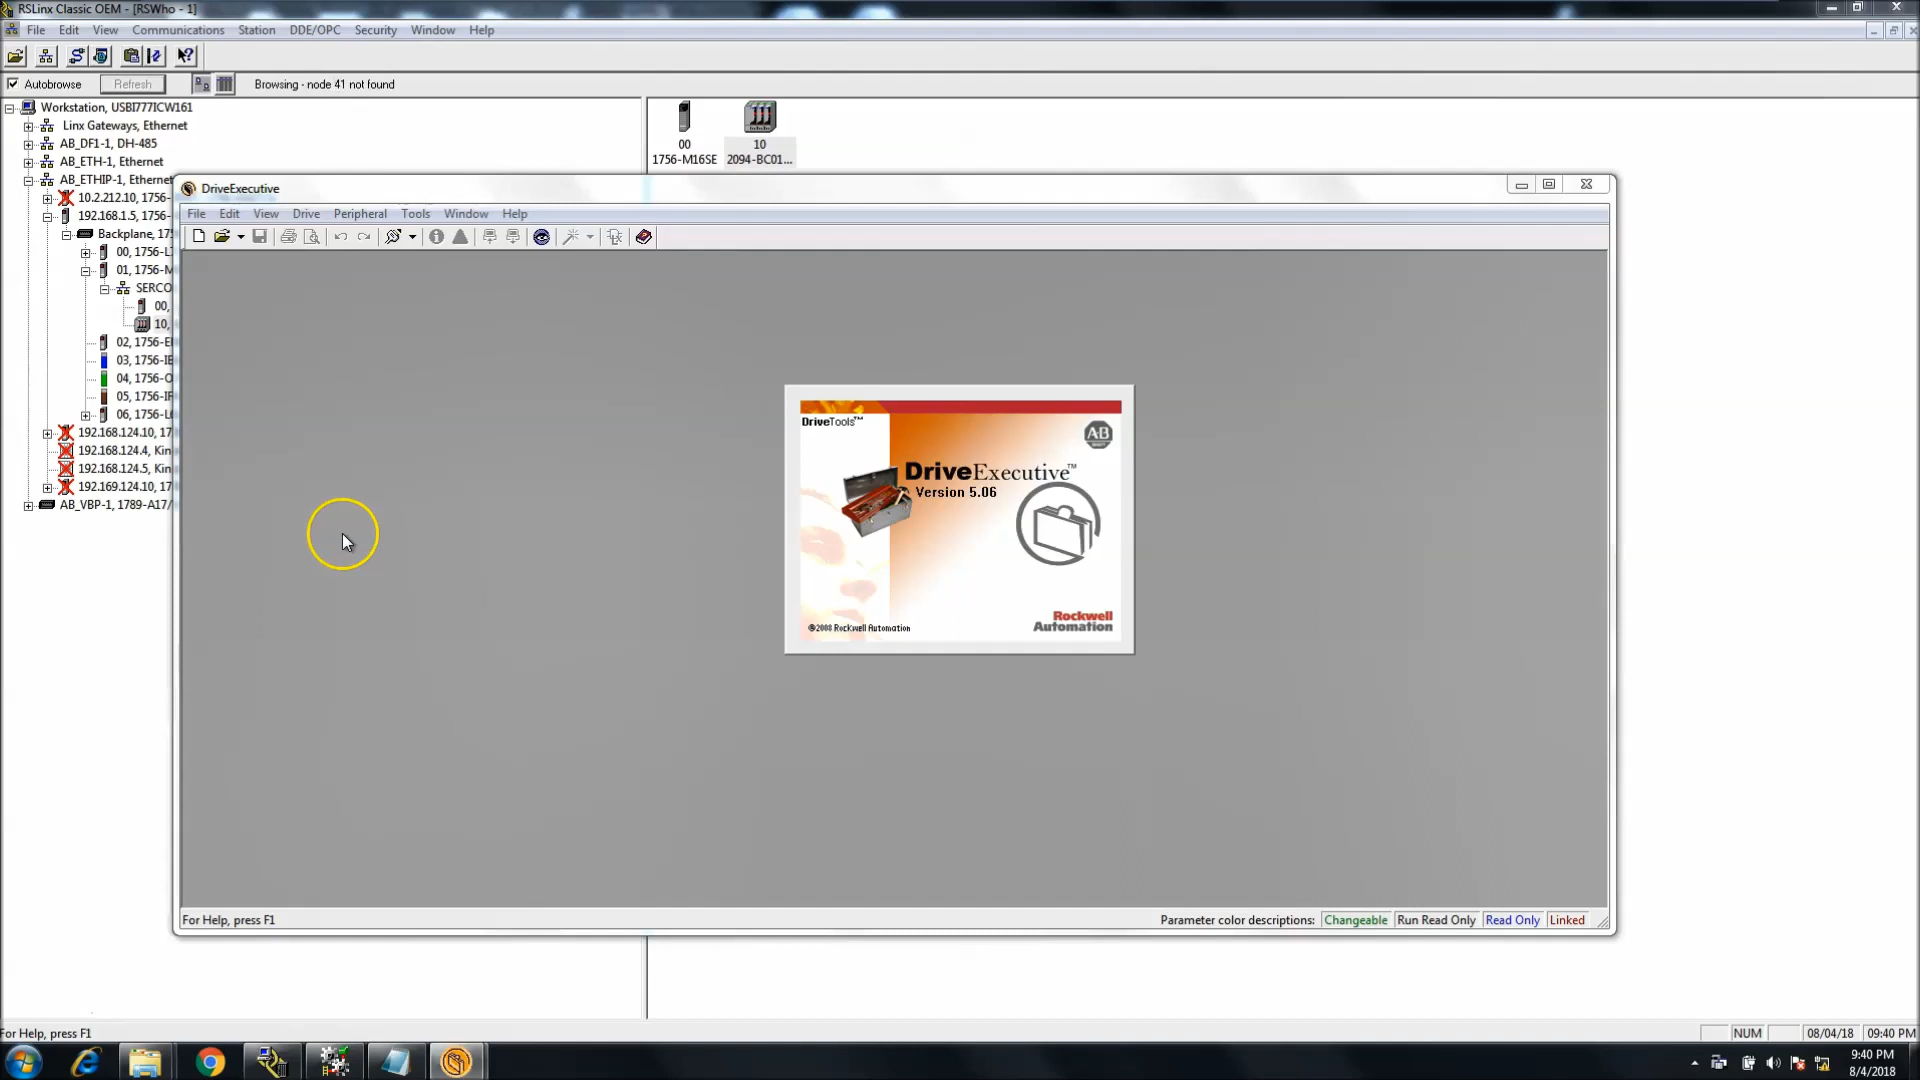 RSLinx Classic OEM - [RSWho - 1]
File Edit View Communications Station DDE/OPC Security Window Help
Autobrowse Refresh Browsing - node 41 not found
Workstation, USBI777ICW161
Linx Gateways, Ethernet
AB_DF1-1, DH-485
AB_ETH-1, Ethernet
AB_ETHIP-1, Ethernet
10.2.212.10, 1756-
192.168.1.5, 1756-
Backplane, 175
00, 1756-L
01, 1756-M
SERCO
00,
10,
02, 1756-E
03, 1756-IE
04, 1756-O
05, 1756-IF
06, 1756-L
192.168.124.10, 17
192.168.124.4, Kin
192.168.124.5, Kin
192.169.124.10, 17
AB_VBP-1, 1789-A17/
00
1756-M16SE
10
2094-BC01...
DriveExecutive
File Edit View Drive Peripheral Tools Window Help
DriveTools™
AB
DriveExecutive™
Version 5.06
©2008 Rockwell Automation
Rockwell
Automation
For Help, press F1
Parameter color descriptions: Changeable Run Read Only Read Only Linked
For Help, press F1
NUM 08/04/18 09:40 PM
9:40 PM
8/4/2018